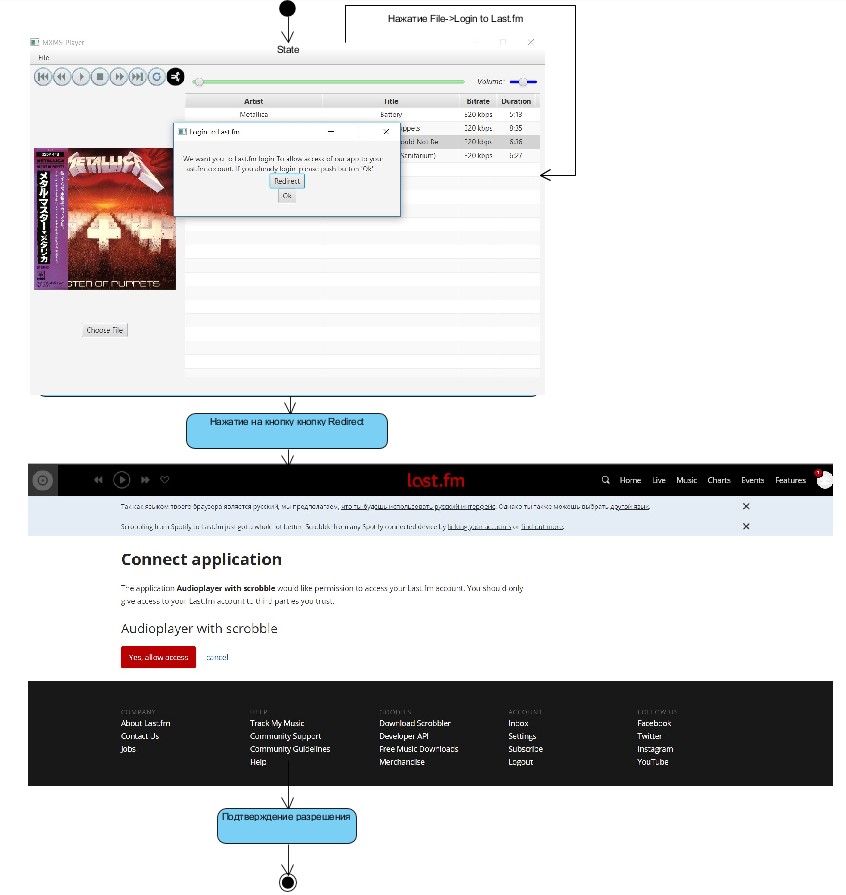 Нажатие File->Login to Last.fm
State
MXMS Player
File
Volume:
Artist Title Bitrate Duration
Metallica Battery 320 kbps 5:13
ppets 320 kbps 8:35
ould Not Be 320 kbps 6:36
Sanitarium) 320 kbps 6:27
Login to Last.fm
We want you to Last.fm login To allow access of our app to your
last.fm account. If you already login, please push button 'Ok'
Redirect
Ok
METALLICA
メタル・マスター メタリカ
STER OF PUPPETS
Choose File
Нажатие на кнопку кнопку Redirect
last.fm
Home Live Music Charts Events Features
Так как языком твоего браузера является русский, мы предполагаем, что ты будешь использовать русский интерфейс. Однако ты также можешь выбрать другой язык.
Scrobbling from Spotify to Last.fm just got a whole lot better. Scrobble from any Spotify connected device by linking your accounts or find out more.
Connect application
The application Audioplayer with scrobble would like permission to access your Last.fm account. You should only
give access to your Last.fm account to third parties you trust.
Audioplayer with scrobble
Yes, allow access cancel
COMPANY HELP GOODIES ACCOUNT FOLLOW US
About Last.fm Track My Music Download Scrobbler Inbox Facebook
Contact Us Community Support Developer API Settings Twitter
Jobs Community Guidelines Free Music Downloads Subscribe Instagram
Help Merchandise Logout YouTube
Подтверждение разрешения